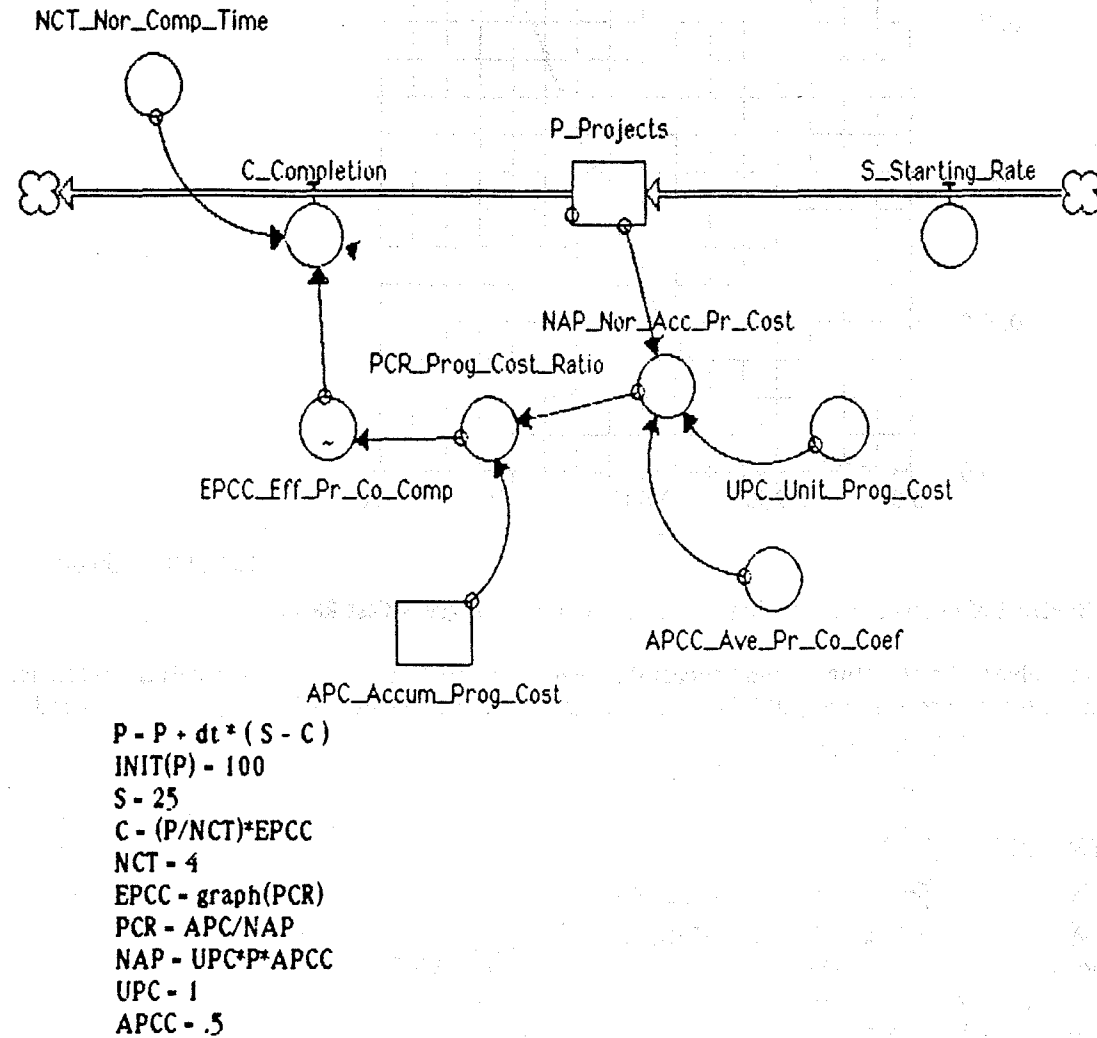 NCT_Nor_Comp_Time
P_Projects
C_Completion
S_Starting_Rate
NAP_Nor_Acc_Pr_Cost
PCR_Prog_Cost_Ratio
EPCC_Eff_Pr_Co_Comp
UPC_Unit_Prog_Cost
~
APCC_Ave_Pr_Co_Coef
APC_Accum_Prog_Cost
P = P + dt * ( S - C )
INIT(P) = 100
S = 25
C = (P/NCT)*EPCC
NCT = 4
EPCC = graph(PCR)
PCR = APC/NAP
NAP = UPC*P*APCC
UPC = 1
APCC = .5